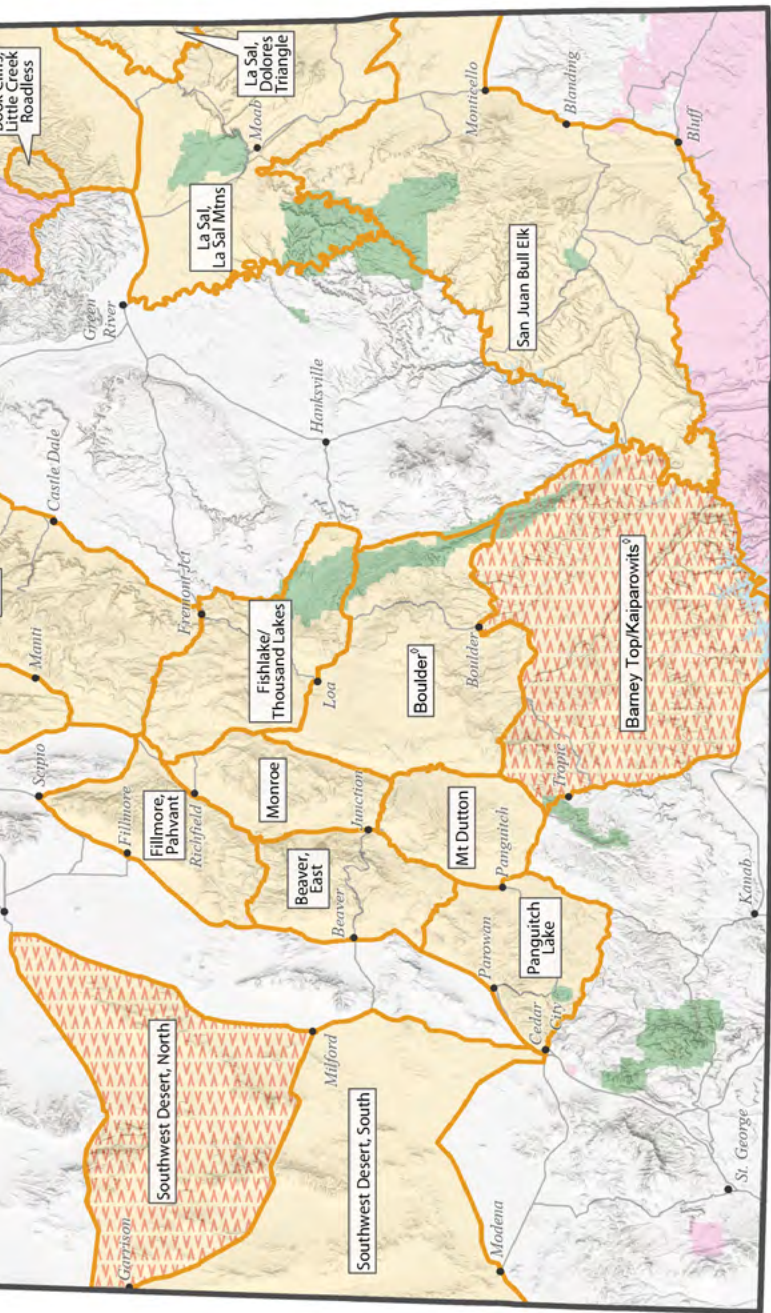 Little Creek
Roadless
La Sal,
Dolores
Triangle
Moab
La Sal,
La Sal Mtns
Green
River
Monticello
Blanding
Bluff
San Juan Bull Elk
Hanksville
Castle Dale
Manti
Fremont Jct
Fishlake/
Thousand Lakes
Loa
Boulder◊
Boulder
Barney Top/Kaiparowits◊
Tropic
Scipio
Fillmore
Fillmore,
Pahvant
Richfield
Monroe
Junction
Beaver,
East
Beaver
Mt Dutton
Panguitch
Panguitch
Lake
Parowan
Cedar
City
Kanab
Southwest Desert, North
Garrison
Milford
Southwest Desert, South
Modena
St. George